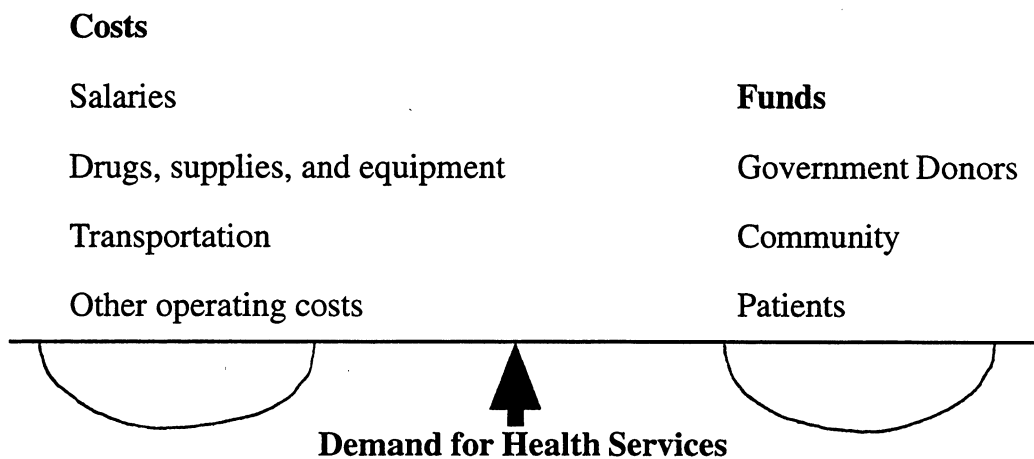 Costs
Salaries
Drugs, supplies, and equipment
Transportation
Other operating costs
Funds
Government Donors
Community
Patients
Demand for Health Services